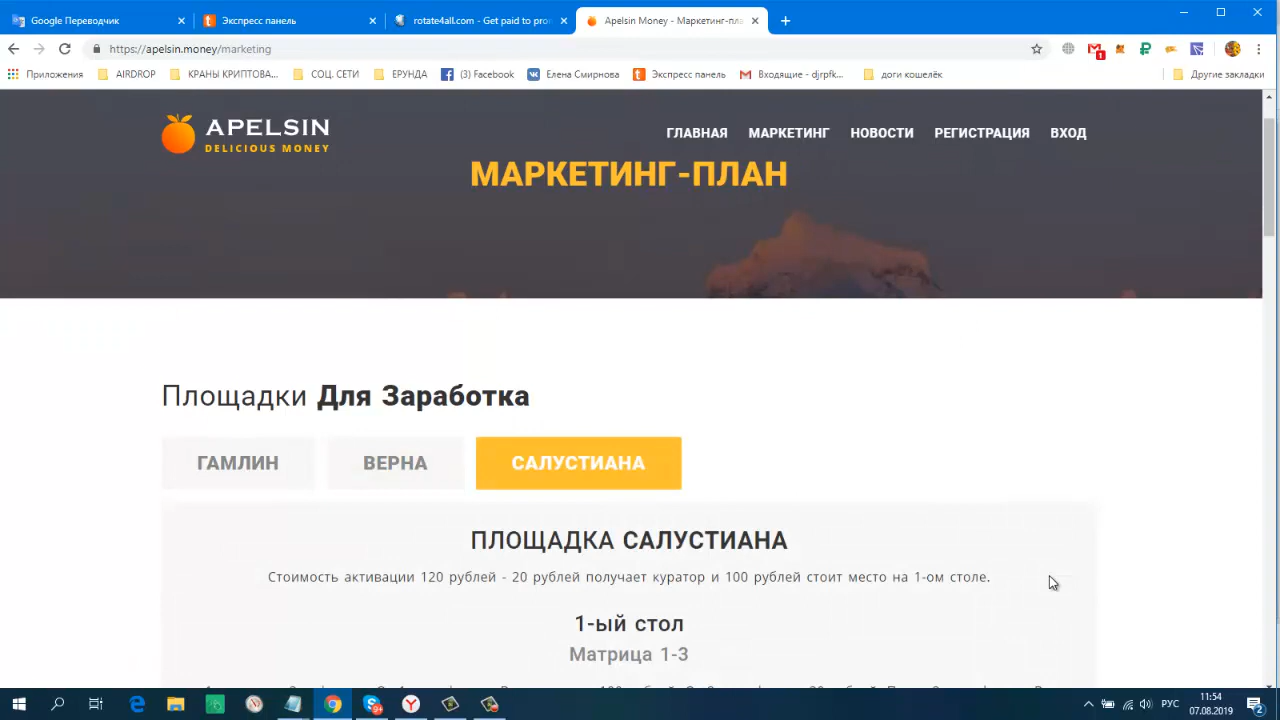 Google Переводчик
Экспресс панель
rotate4all.com - Get paid to pro
Apelsin Money - Маркетинг-пла
https://apelsin.money/marketing
1
Приложения
AIRDROP
КРАНЫ КРИПТОВА...
СОЦ. СЕТИ
ЕРУНДА
(3) Facebook
Елена Смирнова
Экспресс панель
Входящие - djrpfk...
доги кошелёк
Другие закладки
APELSIN
DELICIOUS MONEY
ГЛАВНАЯ
МАРКЕТИНГ
НОВОСТИ
РЕГИСТРАЦИЯ
ВХОД
МАРКЕТИНГ-ПЛАН
Площадки Для Заработка
ГАМЛИН
ВЕРНА
САЛУСТИАНА
ПЛОЩАДКА САЛУСТИАНА
Стоимость активации 120 рублей - 20 рублей получает куратор и 100 рублей стоит место на 1-ом столе.
1-ый стол
Матрица 1-3
РУС
11:54
07.08.2019
2